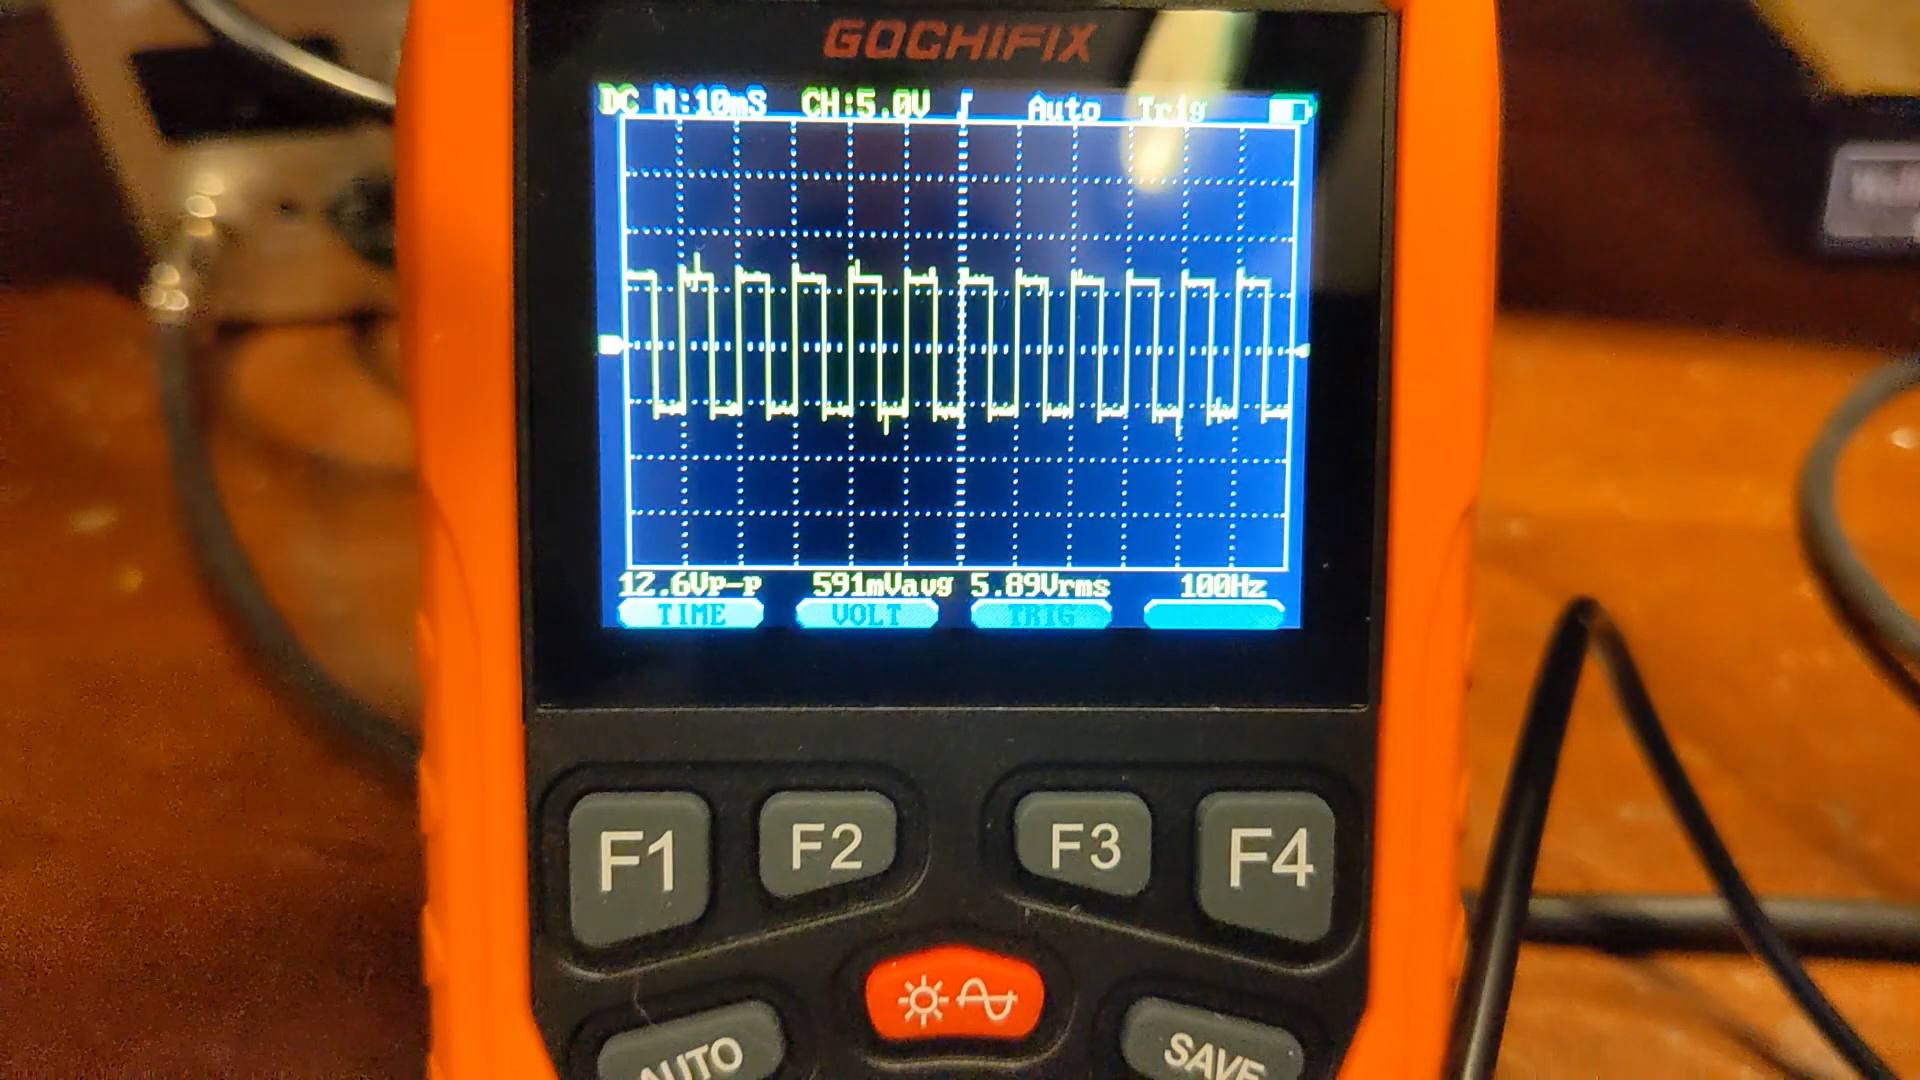 GOCHIFIX
DC M:10mS CH:5.0V Auto Trig
12.6Vp-p 591mVavg 5.89Vrms 100Hz
TIME VOLT TRIG
F1 F2 F3 F4
AUTO SAVE